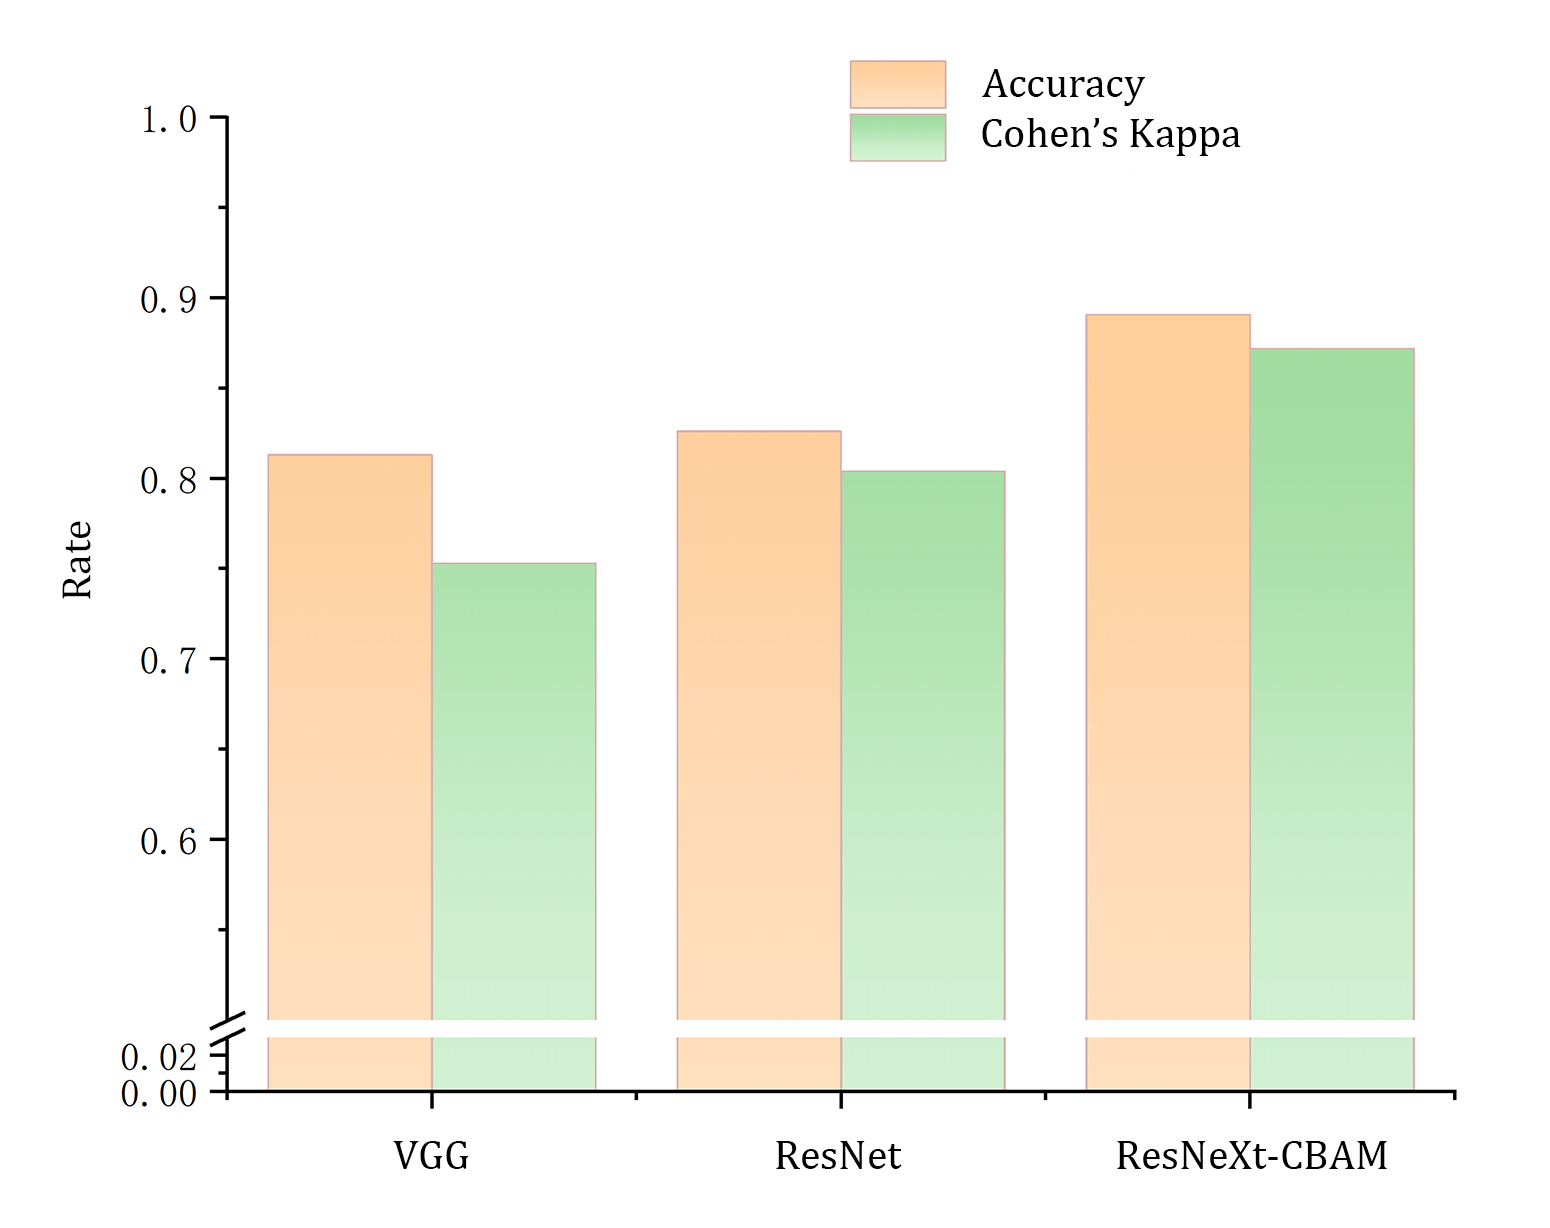 Accuracy
Cohen’s Kappa
1.0
0.9
0.8
0.7
0.6
0.02
0.00
Rate
VGG
ResNet
ResNeXt-CBAM